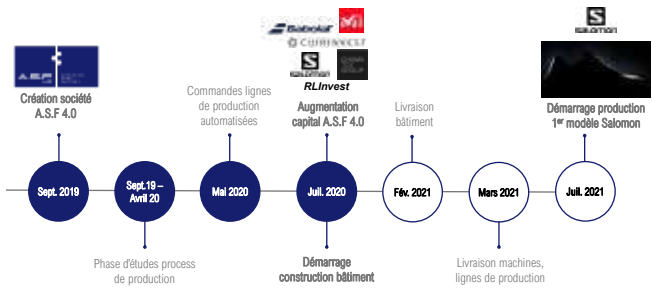 Babolat
CUIRINVEST
SALOMON
RLInvest
SALOMON
A.S.F
Création société
A.S.F 4.0
Commandes lignes
de production
automatisées
Augmentation
capital A.S.F 4.0
Livraison
bâtiment
Démarrage production
1er modèle Salomon
Sept. 2019
Sept.19 –
Avril 20
Mai 2020
Juil. 2020
Fév. 2021
Mars 2021
Juil. 2021
Phase d'études process
de production
Démarrage
construction bâtiment
Livraison machines,
lignes de production